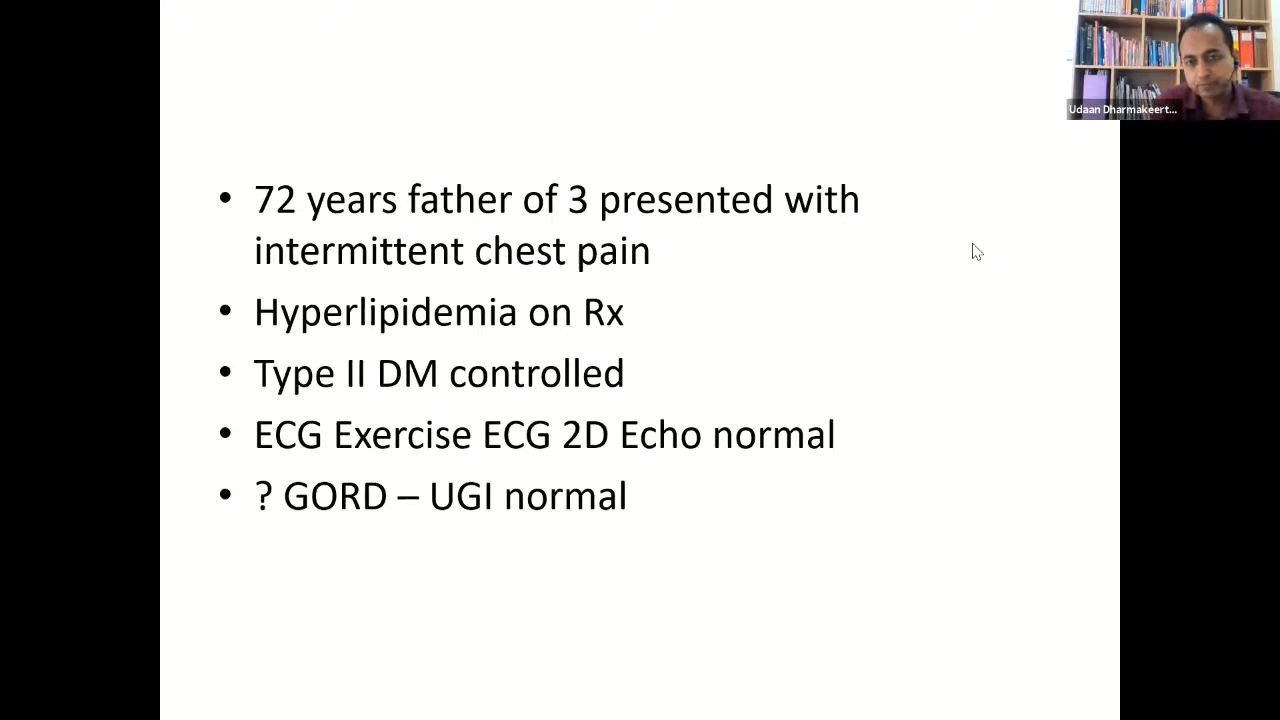 Udaan Dharmakeert...
• 72 years father of 3 presented with
intermittent chest pain
• Hyperlipidemia on Rx
• Type II DM controlled
• ECG Exercise ECG 2D Echo normal
• ? GORD – UGI normal